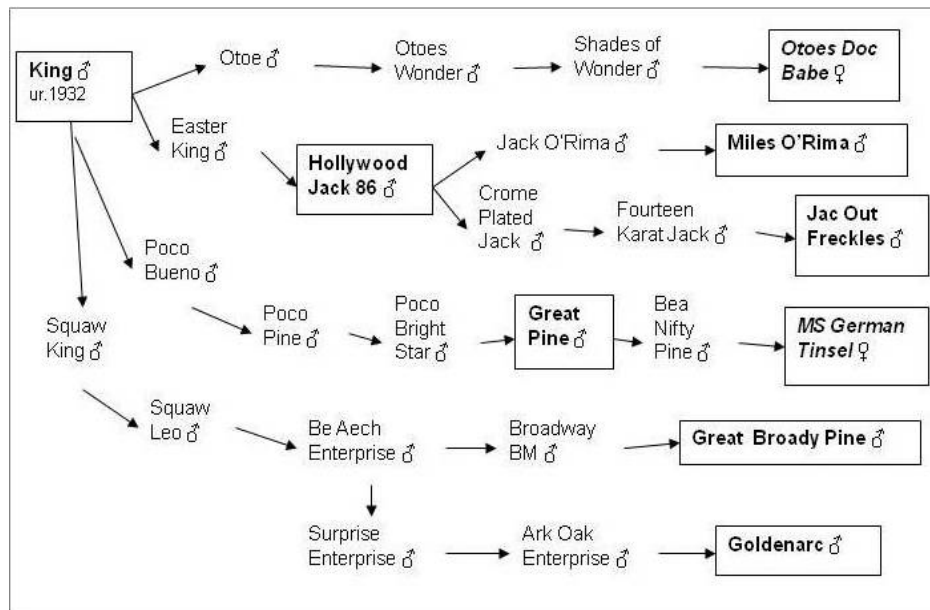 King ♂
ur.1932
Otoe ♂
Otoes
Wonder ♂
Shades of
Wonder ♂
Otoes Doc
Babe ♀
Easter
King ♂
Hollywood
Jack 86 ♂
Jack O'Rima ♂
Miles O'Rima ♂
Crome
Plated
Jack ♂
Fourteen
Karat Jack ♂
Jac Out
Freckles ♂
Poco
Bueno ♂
Poco
Pine ♂
Poco
Bright
Star ♂
Great
Pine ♂
Bea
Nifty
Pine ♂
MS German
Tinsel ♀
Squaw
King ♂
Squaw
Leo ♂
Be Aech
Enterprise ♂
Broadway
BM ♂
Great Broady Pine ♂
Surprise
Enterprise ♂
Ark Oak
Enterprise ♂
Goldenarc ♂